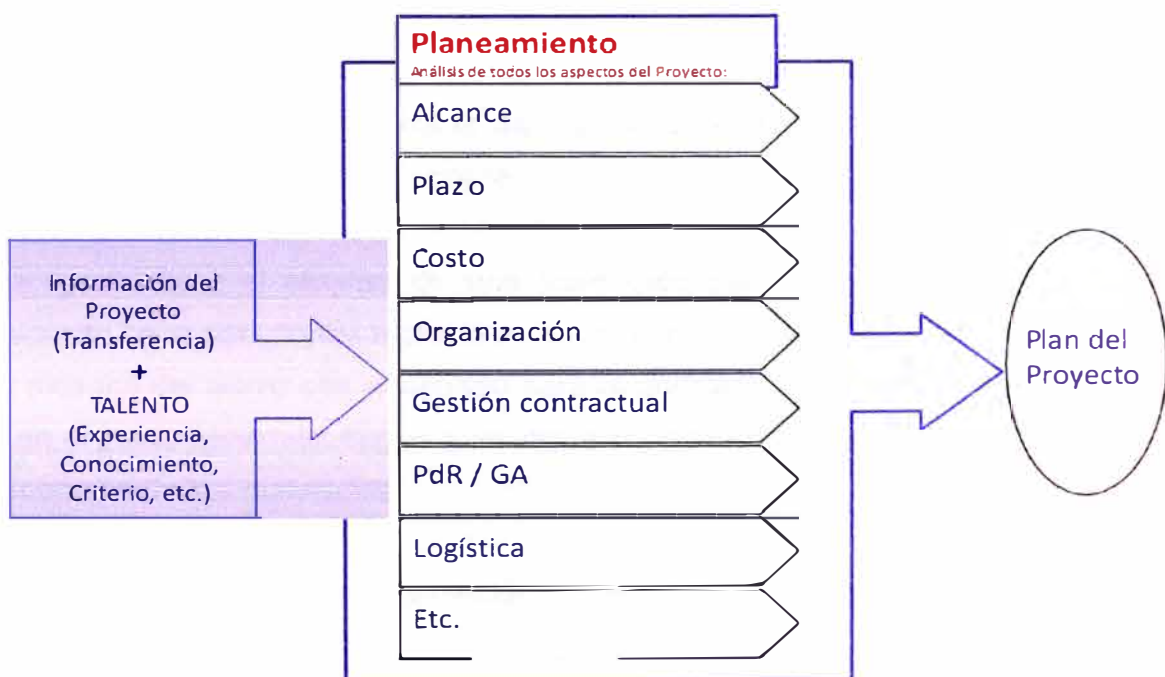 Planeamiento
Análisis de todos los aspectos del Proyecto:
Alcance
Plazo
Costo
Organización
Gestión contractual
PdR / GA
Logística
Etc.
Información del
Proyecto
(Transferencia)
+
TALENTO
(Experiencia,
Conocimiento,
Criterio, etc.)
Plan del
Proyecto